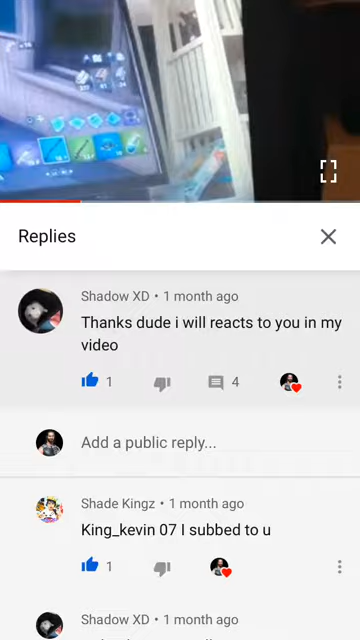 Replies
Shadow XD • 1 month ago
Thanks dude i will reacts to you in my
video
1
4
Add a public reply...
Shade Kingz • 1 month ago
King_kevin 07 I subbed to u
1
Shadow XD • 1 month ago